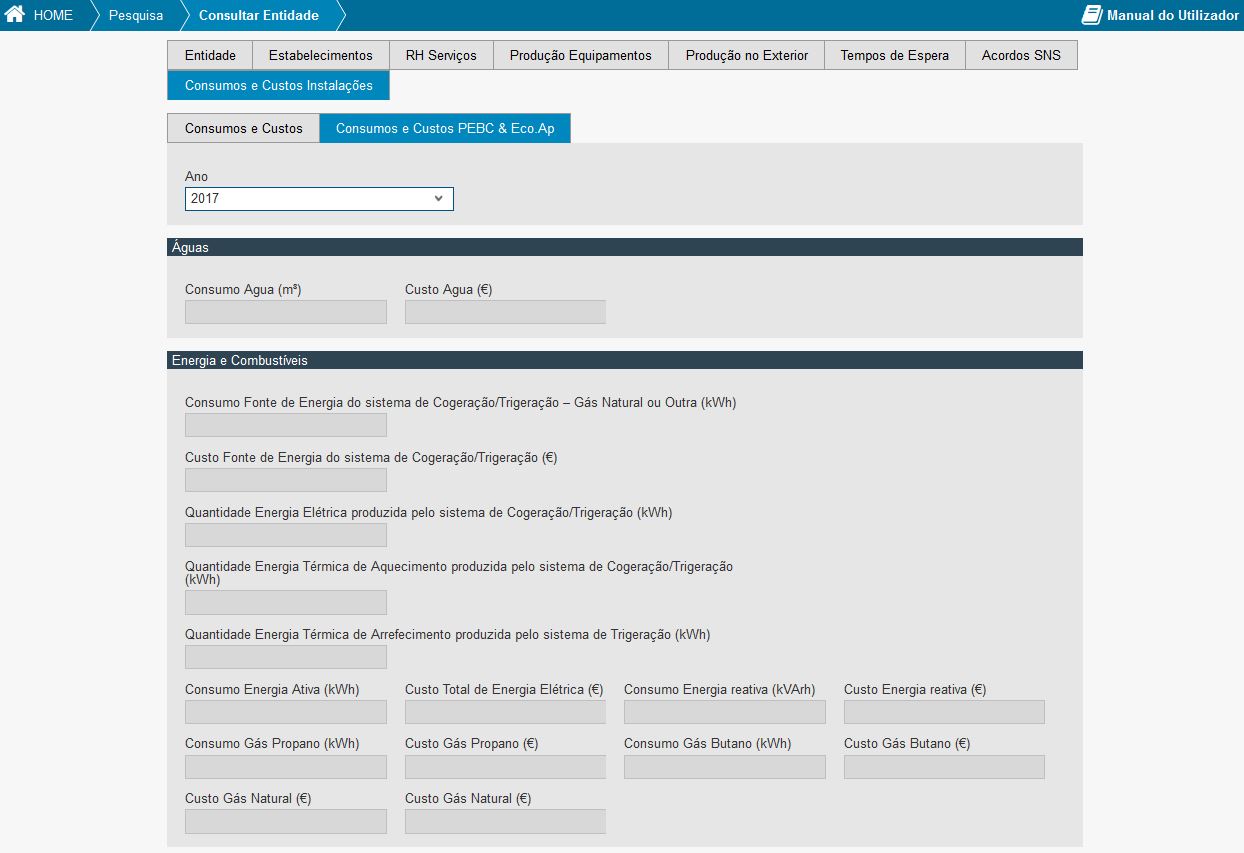 HOME Pesquisa Consultar Entidade Manual do Utilizador
Entidade Estabelecimentos RH Serviços Produção Equipamentos Produção no Exterior Tempos de Espera Acordos SNS
Consumos e Custos Instalações
Consumos e Custos Consumos e Custos PEBC & Eco.Ap
Ano
2017
Águas
Consumo Agua (m³) Custo Agua (€)
Energia e Combustíveis
Consumo Fonte de Energia do sistema de Cogeração/Trigeração – Gás Natural ou Outra (kWh)
Custo Fonte de Energia do sistema de Cogeração/Trigeração (€)
Quantidade Energia Elétrica produzida pelo sistema de Cogeração/Trigeração (kWh)
Quantidade Energia Térmica de Aquecimento produzida pelo sistema de Cogeração/Trigeração
(kWh)
Quantidade Energia Térmica de Arrefecimento produzida pelo sistema de Trigeração (kWh)
Consumo Energia Ativa (kWh) Custo Total de Energia Elétrica (€) Consumo Energia reativa (kVArh) Custo Energia reativa (€)
Consumo Gás Propano (kWh) Custo Gás Propano (€) Consumo Gás Butano (kWh) Custo Gás Butano (€)
Custo Gás Natural (€) Custo Gás Natural (€)